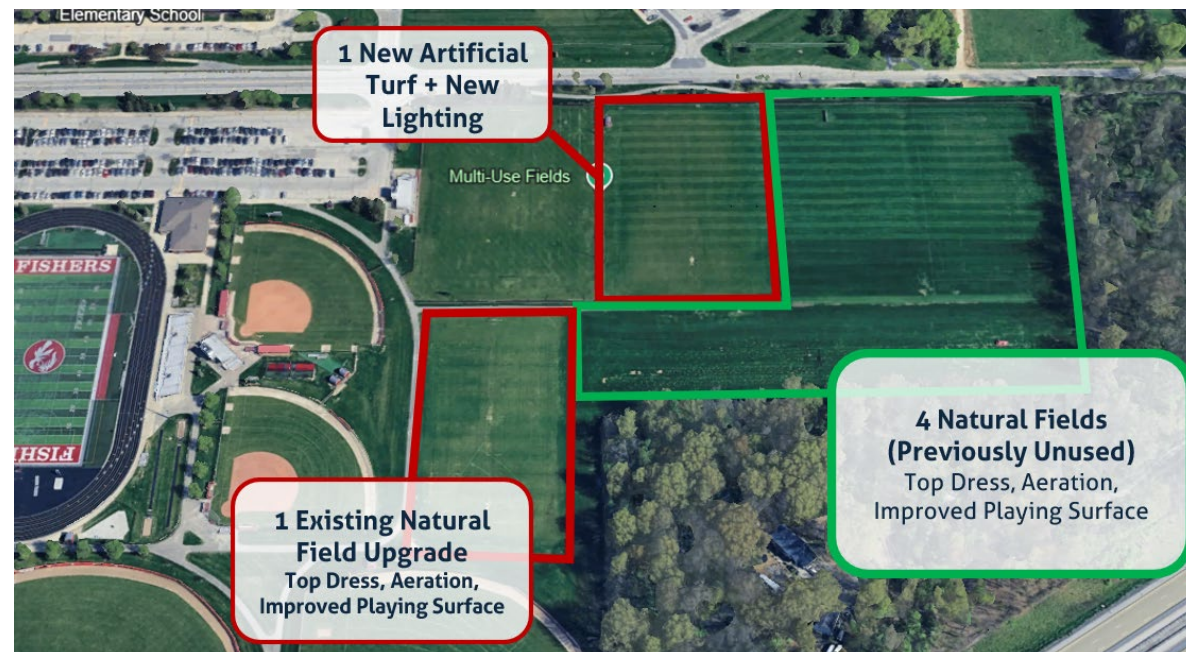 Elementary School
1 New Artificial
Turf + New
Lighting
Multi-Use Fields
FISHERS
4 Natural Fields
(Previously Unused)
Top Dress, Aeration,
Improved Playing Surface
1 Existing Natural
Field Upgrade
Top Dress, Aeration,
Improved Playing Surface